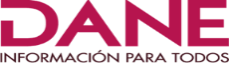 DANE
INFORMACIÓN PARA TODOS